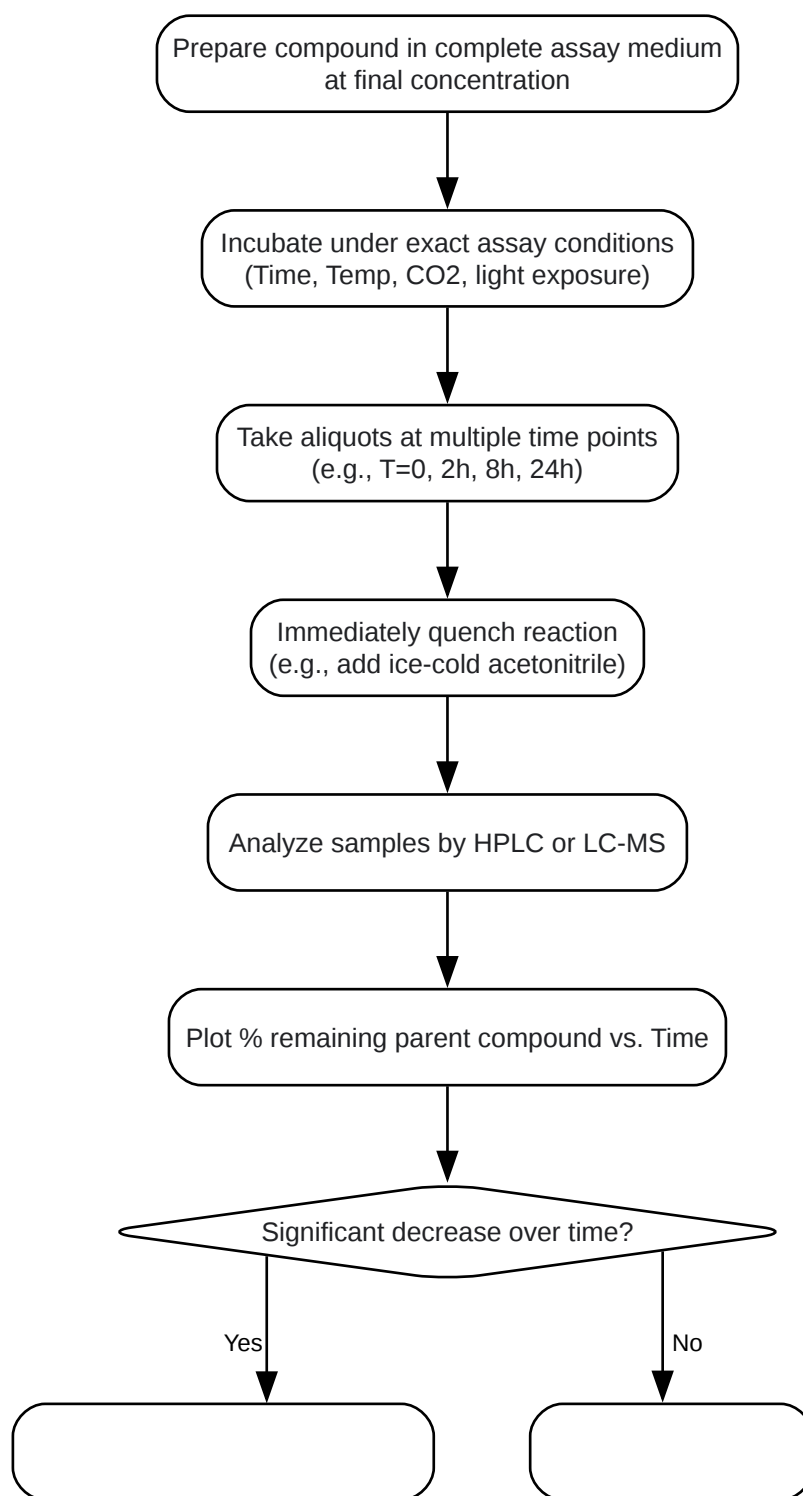 Prepare compound in complete assay medium
at final concentration
Incubate under exact assay conditions
(Time, Temp, CO2, light exposure)
Take aliquots at multiple time points
(e.g., T=0, 2h, 8h, 24h)
Immediately quench reaction
(e.g., add ice-cold acetonitrile)
Analyze samples by HPLC or LC-MS
Plot % remaining parent compound vs. Time
Significant decrease over time?
Yes
No